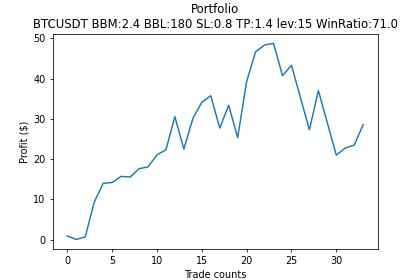 Portfolio
BTCUSDT BBM:2.4 BBL:180 SL:0.8 TP:1.4 lev:15 WinRatio:71.0
50
40
30
20
10
0
Profit ($)
0 5 10 15 20 25 30
Trade counts